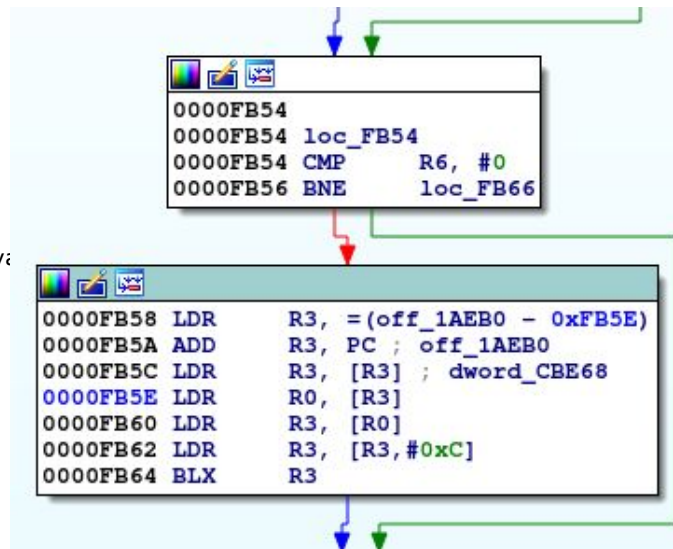 0000FB54
0000FB54 loc_FB54
0000FB54 CMP R6, #0
0000FB56 BNE loc_FB66
0000FB58 LDR R3, =(off_1AEB0 - 0xFB5E)
0000FB5A ADD R3, PC ; off_1AEB0
0000FB5C LDR R3, [R3] ; dword_CBE68
0000FB5E LDR R0, [R3]
0000FB60 LDR R3, [R0]
0000FB62 LDR R3, [R3,#0xC]
0000FB64 BLX R3